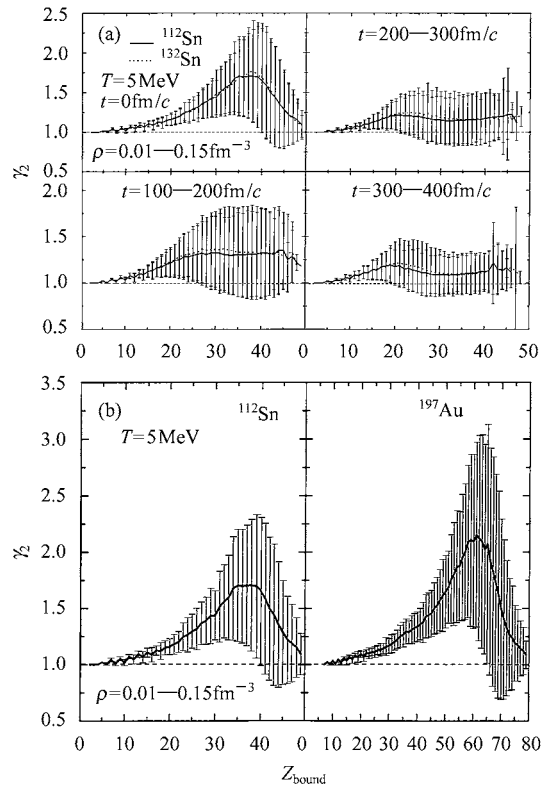 2.5
(a)
— ¹¹²Sn
····· ¹³²Sn
T=5MeV
t=0fm/c
ρ=0.01—0.15fm⁻³
t=200—300fm/c
2.0
1.5
1.0
0.5
γ₂
t=100—200fm/c
t=300—400fm/c
2.0
1.5
1.0
0.5
0 10 20 30 40 0 10 20 30 40 50
3.5
(b)
¹¹²Sn
T=5MeV
¹⁹⁷Au
3.0
2.5
2.0
1.5
1.0
0.5
γ₂
ρ=0.01—0.15fm⁻³
0 10 20 30 40 0 10 20 30 40 50 60 70 80
Z_bound